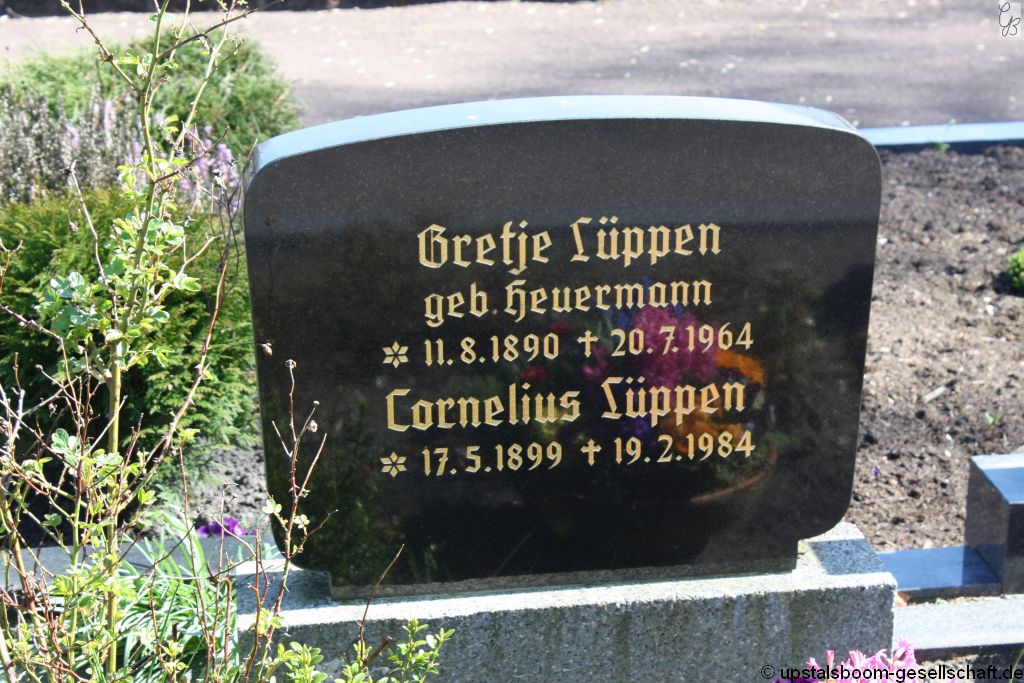 Gretje Lüppen
geb. Heuermann
* 11.8.1890 † 20.7.1964
Cornelius Lüppen
* 17.5.1899 † 19.2.1984
© upstalsboom-gesellschaft.de